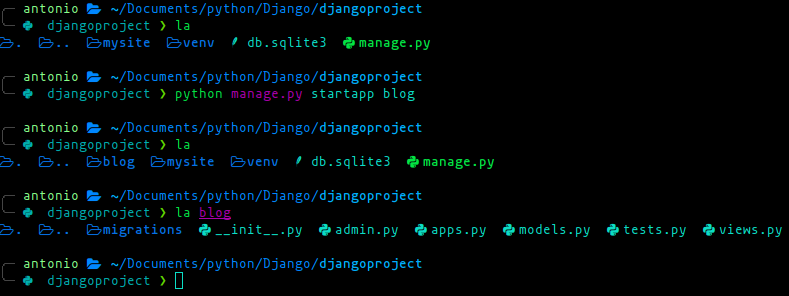 antonio ~/Documents/python/Django/djangoproject
djangoproject ❯ la
. .. mysite venv db.sqlite3 manage.py
antonio ~/Documents/python/Django/djangoproject
djangoproject ❯ python manage.py startapp blog
antonio ~/Documents/python/Django/djangoproject
djangoproject ❯ la
. .. blog mysite venv db.sqlite3 manage.py
antonio ~/Documents/python/Django/djangoproject
djangoproject ❯ la blog
. .. migrations __init__.py admin.py apps.py models.py tests.py views.py
antonio ~/Documents/python/Django/djangoproject
djangoproject ❯